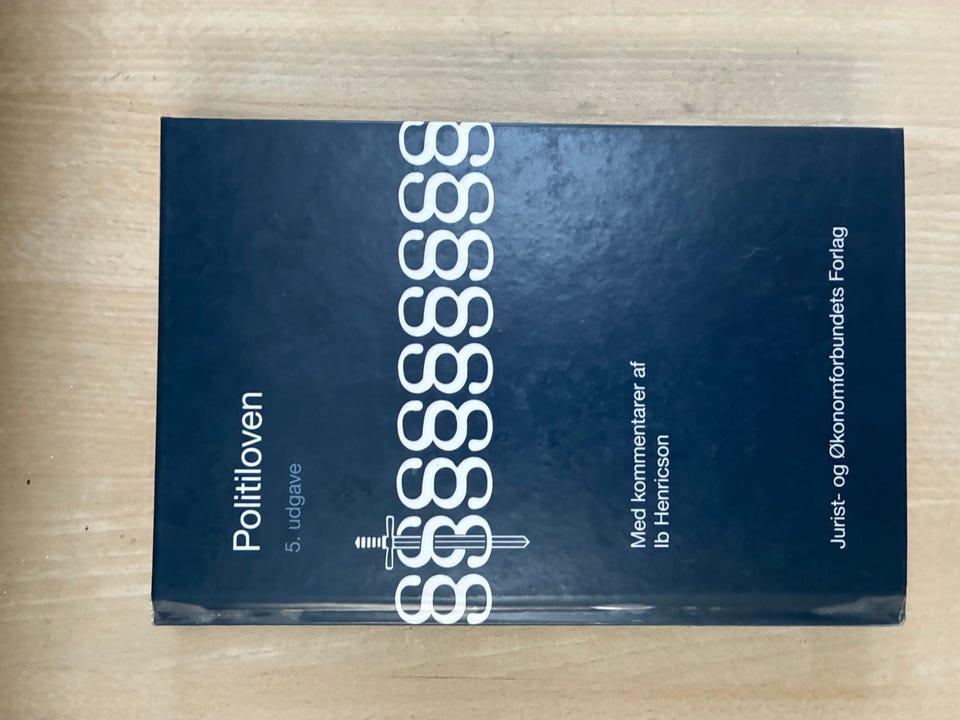 Politiloven
5. udgave
§§§§§§§§§
Med kommentarer af
Ib Henricson
Jurist- og Økonomforbundets Forlag